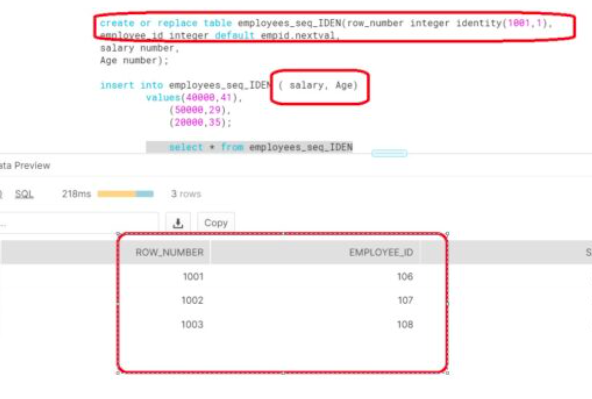 create or replace table employees_seq_IDEN(row_number integer identity(1001,1),
employee_id integer default empid.nextval,
salary number,
Age number);
insert into employees_seq_IDEN ( salary, Age)
values(40000,41),
(50000,29),
(20000,35);
select * from employees_seq_IDEN
ata Preview
SQL 218ms 3 rows
... Copy
ROW_NUMBER EMPLOYEE_ID S
1001 106
1002 107
1003 108